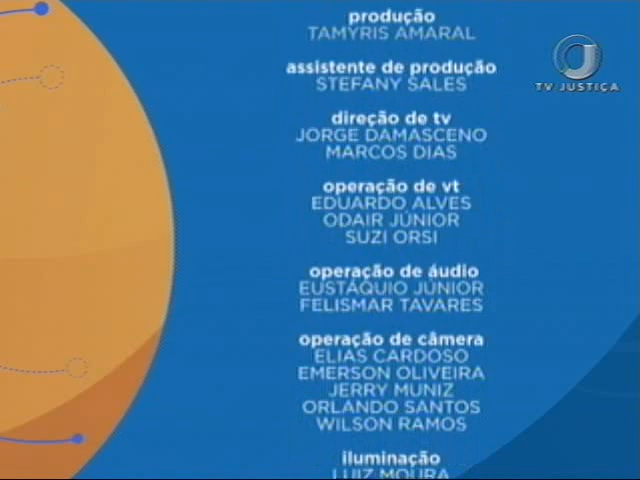 produção
TAMYRIS AMARAL
assistente de produção
STEFANY SALES
direção de tv
JORGE DAMASCENO
MARCOS DIAS
operação de vt
EDUARDO ALVES
ODAIR JÚNIOR
SUZI ORSI
operação de áudio
EUSTÁQUIO JÚNIOR
FELISMAR TAVARES
operação de câmera
ELIAS CARDOSO
EMERSON OLIVEIRA
JERRY MUNIZ
ORLANDO SANTOS
WILSON RAMOS
iluminação
LUIZ MOURA
TV JUSTIÇA